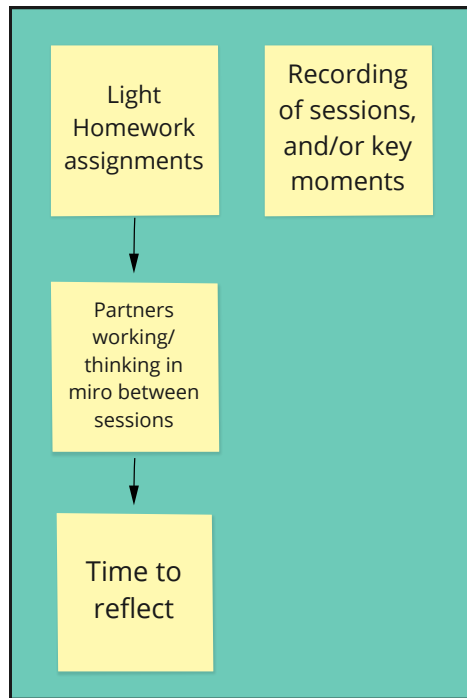 Light
Homework
assignments
Recording
of sessions,
and/or key
moments
Partners
working/
thinking in
miro between
sessions
Time to
reflect